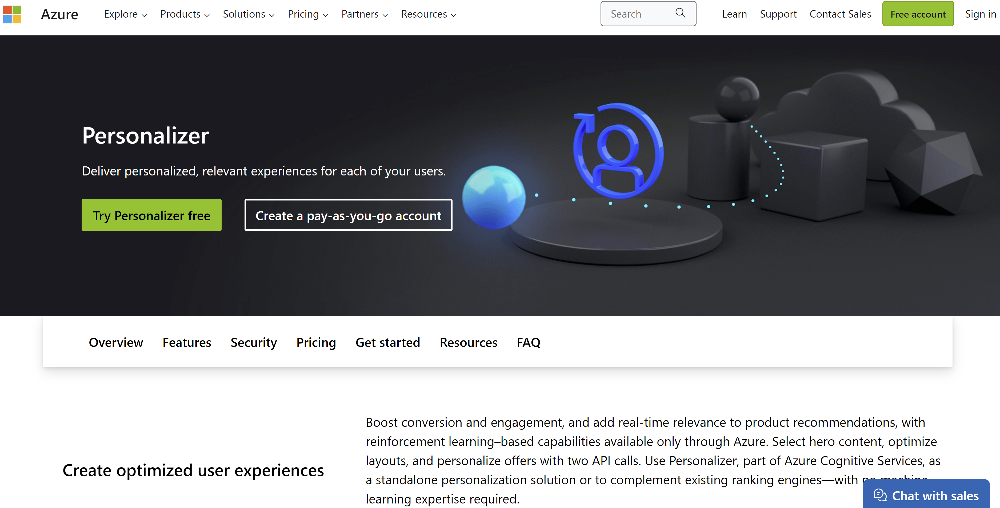 Azure
Explore
Products
Solutions
Pricing
Partners
Resources
Search
Learn
Support
Contact Sales
Free account
Sign in
Personalizer
Deliver personalized, relevant experiences for each of your users.
Try Personalizer free
Create a pay-as-you-go account
Overview
Features
Security
Pricing
Get started
Resources
FAQ
Create optimized user experiences
Boost conversion and engagement, and add real-time relevance to product recommendations, with
reinforcement learning–based capabilities available only through Azure. Select hero content, optimize
layouts, and personalize offers with two API calls. Use Personalizer, part of Azure Cognitive Services, as
a standalone personalization solution or to complement existing ranking engines—with no machine
learning expertise required.
Chat with sales